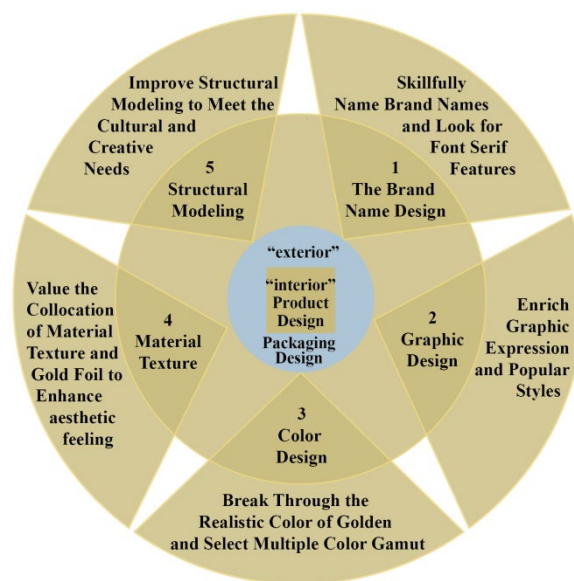 Improve Structural
Modeling to Meet the
Cultural and
Creative
Needs
5
Structural
Modeling
Skillfully
Name Brand Names
and Look for
Font Serif
Features
1
The Brand
Name Design
“exterior”
“interior”
Product
Design
Packaging
Design
Value the
Collocation
of Material
Texture and
Gold Foil to
Enhance
aesthetic
feeling
4
Material
Texture
2
Graphic Design
Enrich
Graphic
Expression
and Popular
Styles
3
Color
Design
Break Through the
Realistic Color of Golden
and Select Multiple Color Gamut